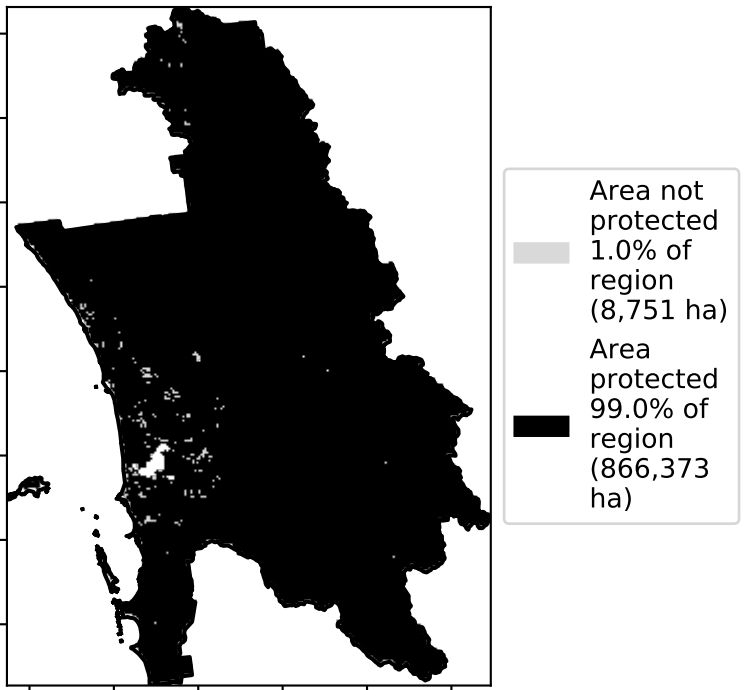 Area not
protected
1.0% of
region
(8,751 ha)
Area
protected
99.0% of
region
(866,373
ha)